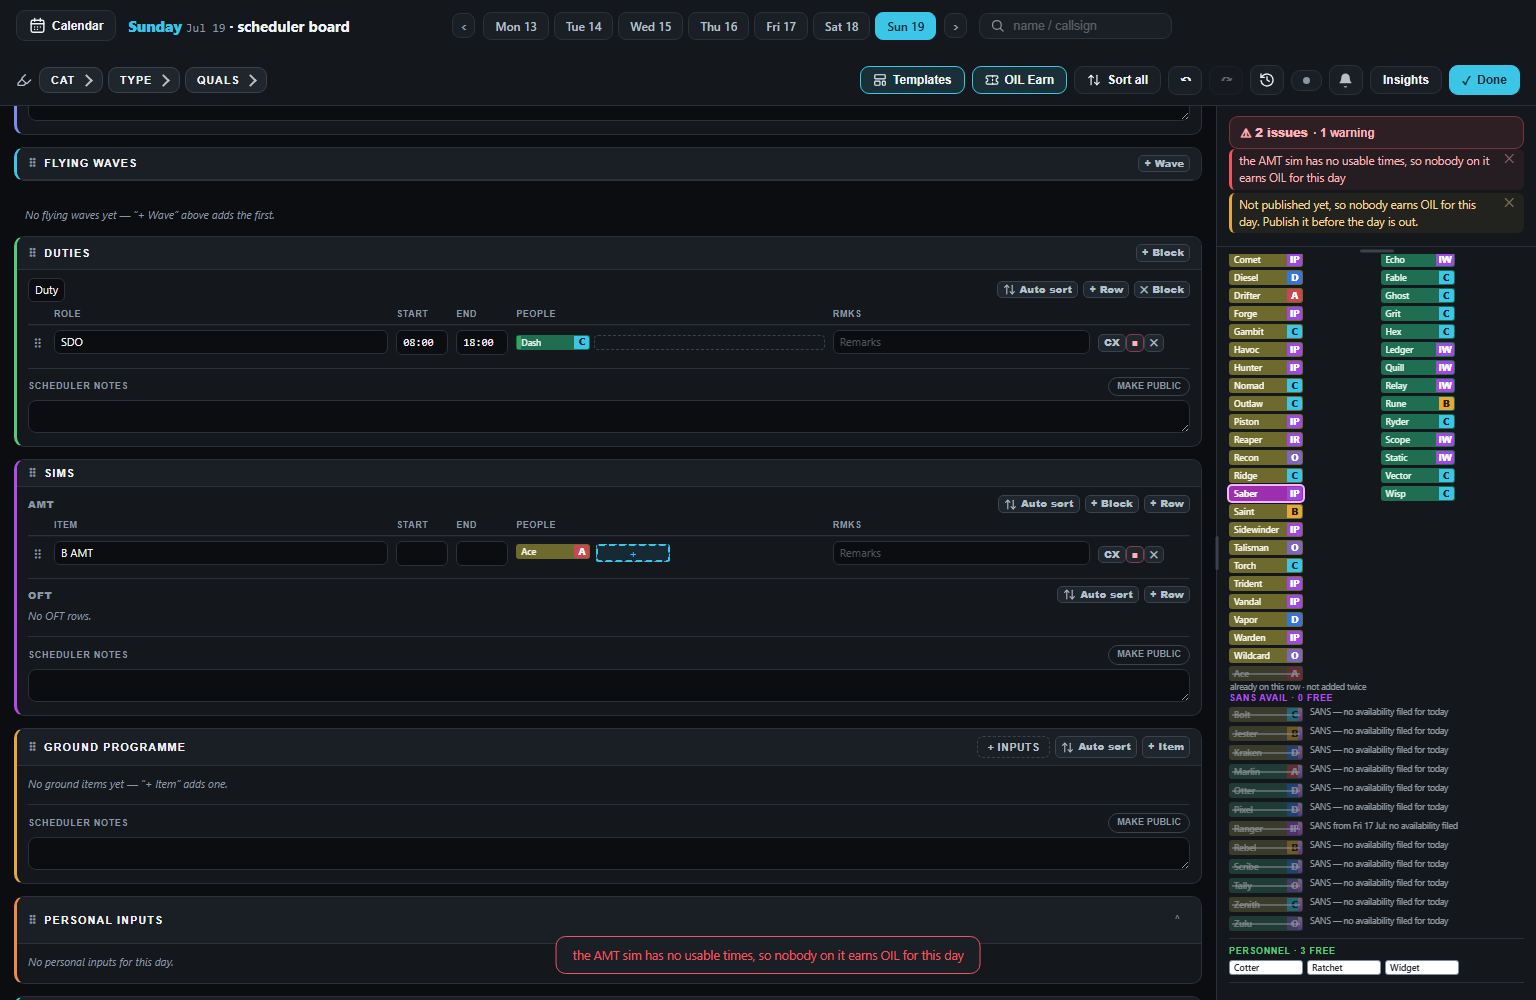 Calendar
Sunday Jul 19 · scheduler board
‹
Mon 13
Tue 14
Wed 15
Thu 16
Fri 17
Sat 18
Sun 19
›
name / callsign
CAT
TYPE
QUALS
Templates
OIL Earn
Sort all
Insights
✓ Done
⚠ 2 issues · 1 warning
the AMT sim has no usable times, so nobody on it
earns OIL for this day
Not published yet, so nobody earns OIL for this
day. Publish it before the day is out.
FLYING WAVES
+ Wave
No flying waves yet — "+ Wave" above adds the first.
DUTIES
+ Block
Duty
Auto sort
+ Row
✕ Block
ROLE
START
END
PEOPLE
RMKS
SDO
08:00
18:00
Dash C
Remarks
CX
✕
SCHEDULER NOTES
MAKE PUBLIC
SIMS
AMT
Auto sort
+ Block
+ Row
ITEM
START
END
PEOPLE
RMKS
B AMT
Ace A
+
Remarks
CX
✕
OFT
Auto sort
+ Row
No OFT rows.
SCHEDULER NOTES
MAKE PUBLIC
GROUND PROGRAMME
+ INPUTS
Auto sort
+ Item
No ground items yet — "+ Item" adds one.
SCHEDULER NOTES
MAKE PUBLIC
PERSONAL INPUTS
No personal inputs for this day.
the AMT sim has no usable times, so nobody on it earns OIL for this day
Comet IP
Diesel D
Drifter A
Forge IP
Gambit C
Havoc IP
Hunter IP
Nomad C
Outlaw C
Piston IP
Reaper IR
Recon O
Ridge C
Saber IP
Saint B
Sidewinder IP
Talisman O
Torch C
Trident IP
Vandal IP
Vapor D
Warden IP
Wildcard O
Ace A
already on this row · not added twice
Echo IW
Fable C
Ghost C
Grit C
Hex C
Ledger IW
Quill IW
Relay IW
Rune B
Ryder C
Scope IW
Static IW
Vector C
Wisp C
SANS AVAIL · 0 FREE
Bolt C SANS — no availability filed for today
Jester B SANS — no availability filed for today
Kraken D SANS — no availability filed for today
Marlin A SANS — no availability filed for today
Otter D SANS — no availability filed for today
Pixel D SANS — no availability filed for today
Ranger IP SANS from Fri 17 Jul: no availability filed
Rebel B SANS — no availability filed for today
Scribe D SANS — no availability filed for today
Tally O SANS — no availability filed for today
Zenith C SANS — no availability filed for today
Zulu O SANS — no availability filed for today
PERSONNEL · 3 FREE
Cotter
Ratchet
Widget